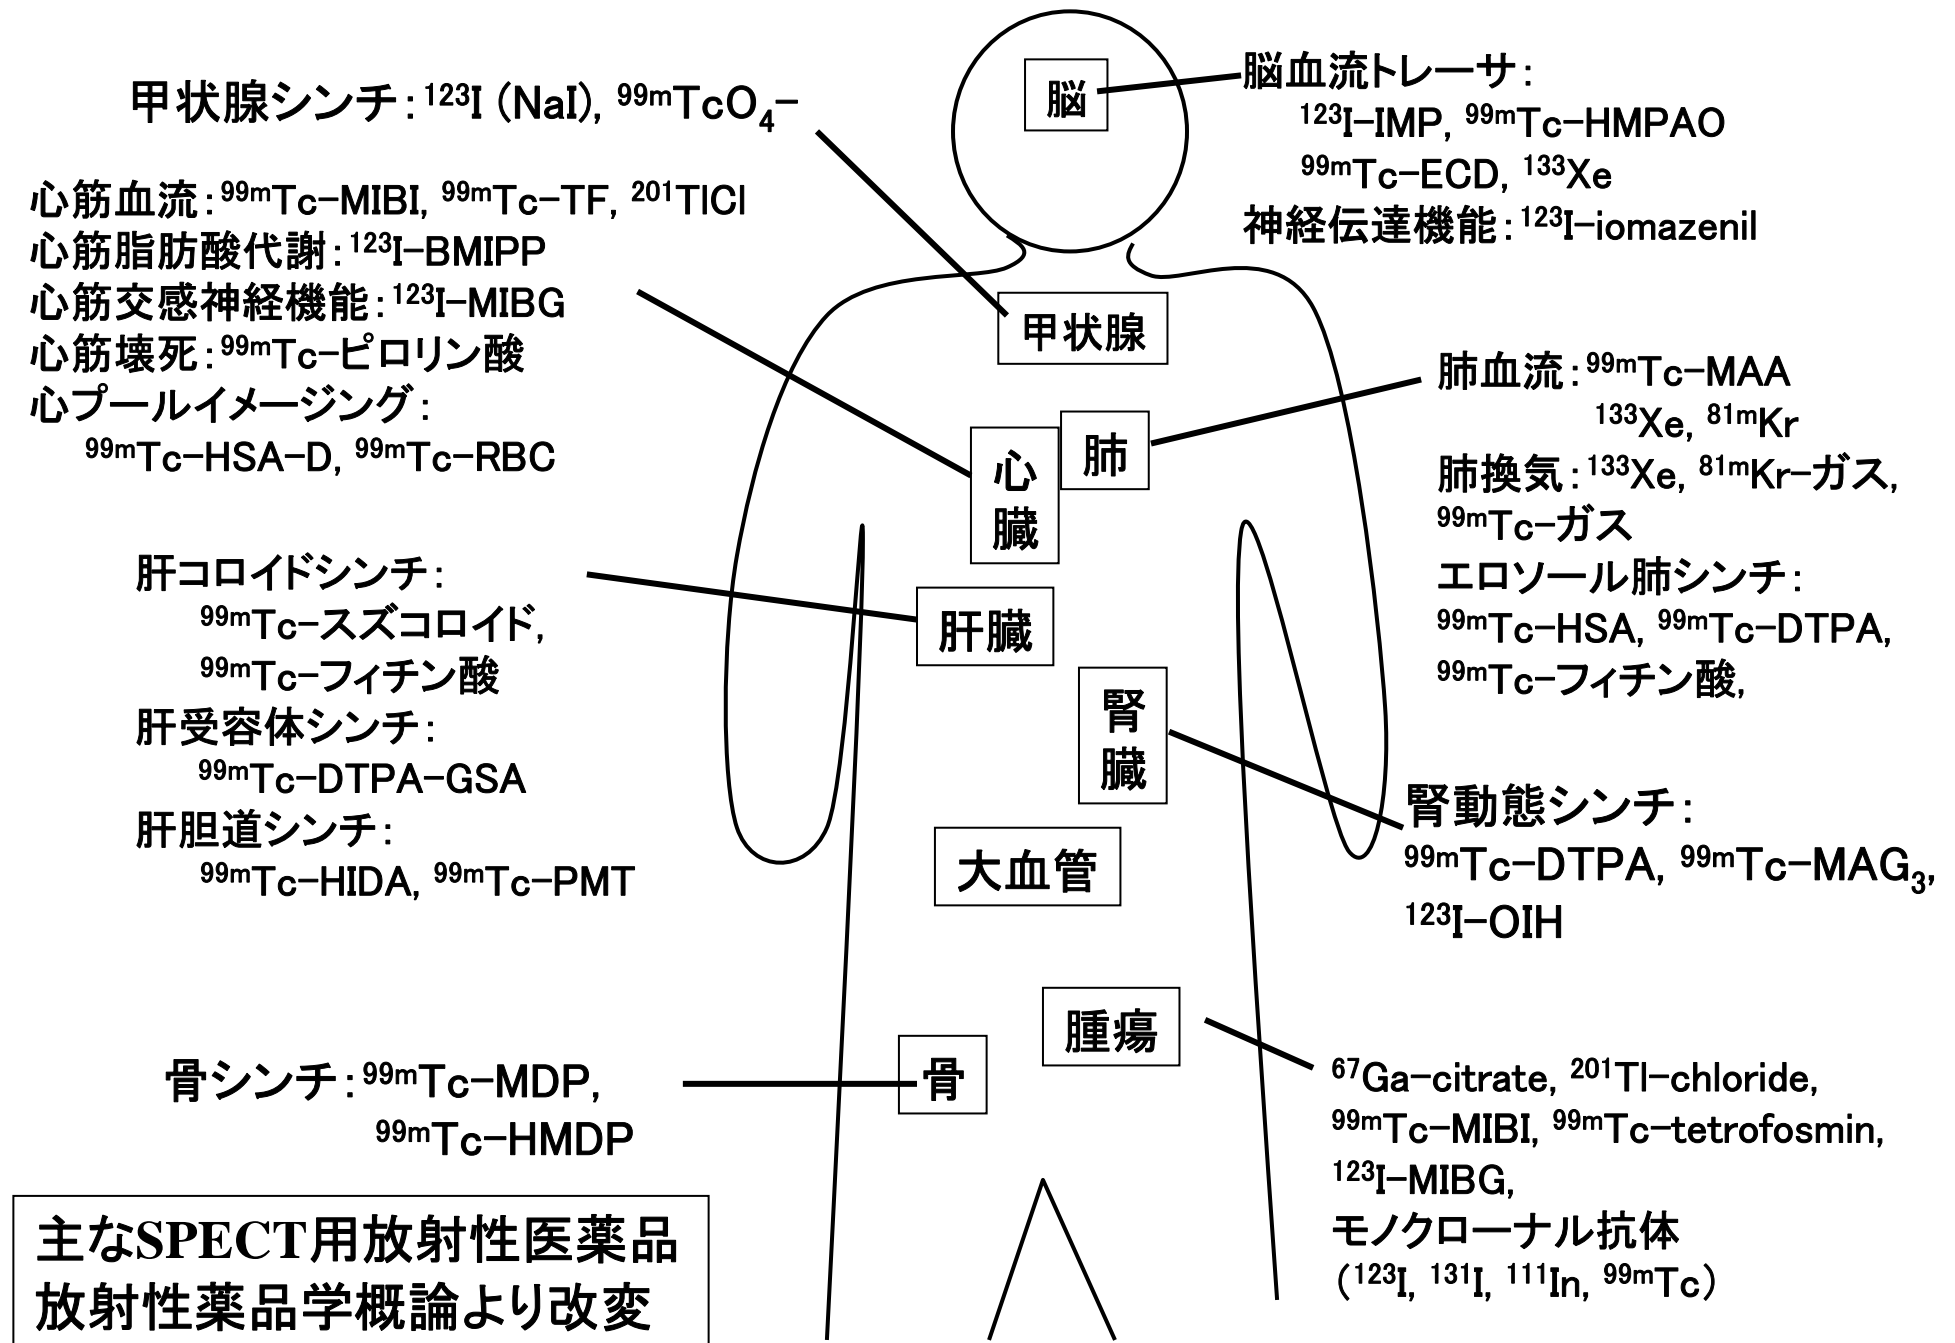 甲状腺シンチ：¹²³I (NaI), ⁹⁹ᵐTcO₄−
心筋血流：⁹⁹ᵐTc−MIBI, ⁹⁹ᵐTc−TF, ²⁰¹TlCl
心筋脂肪酸代謝：¹²³I−BMIPP
心筋交感神経機能：¹²³I−MIBG
心筋壊死：⁹⁹ᵐTc−ピロリン酸
心プールイメージング：
⁹⁹ᵐTc−HSA−D, ⁹⁹ᵐTc−RBC
肝コロイドシンチ：
⁹⁹ᵐTc−スズコロイド,
⁹⁹ᵐTc−フィチン酸
肝受容体シンチ：
⁹⁹ᵐTc−DTPA−GSA
肝胆道シンチ：
⁹⁹ᵐTc−HIDA, ⁹⁹ᵐTc−PMT
骨シンチ：⁹⁹ᵐTc−MDP,
⁹⁹ᵐTc−HMDP
主なSPECT用放射性医薬品
放射性薬品学概論より改変
脳
甲状腺
肺
心
臓
肝臓
腎
臓
大血管
腫瘍
骨
脳血流トレーサ：
¹²³I−IMP, ⁹⁹ᵐTc−HMPAO
⁹⁹ᵐTc−ECD, ¹³³Xe
神経伝達機能：¹²³I−iomazenil
肺血流：⁹⁹ᵐTc−MAA
¹³³Xe, ⁸¹ᵐKr
肺換気：¹³³Xe, ⁸¹ᵐKr−ガス,
⁹⁹ᵐTc−ガス
エロソール肺シンチ：
⁹⁹ᵐTc−HSA, ⁹⁹ᵐTc−DTPA,
⁹⁹ᵐTc−フィチン酸,
腎動態シンチ：
⁹⁹ᵐTc−DTPA, ⁹⁹ᵐTc−MAG₃,
¹²³I−OIH
⁶⁷Ga−citrate, ²⁰¹Tl−chloride,
⁹⁹ᵐTc−MIBI, ⁹⁹ᵐTc−tetrofosmin,
¹²³I−MIBG,
モノクローナル抗体
（¹²³I, ¹³¹I, ¹¹¹In, ⁹⁹ᵐTc）